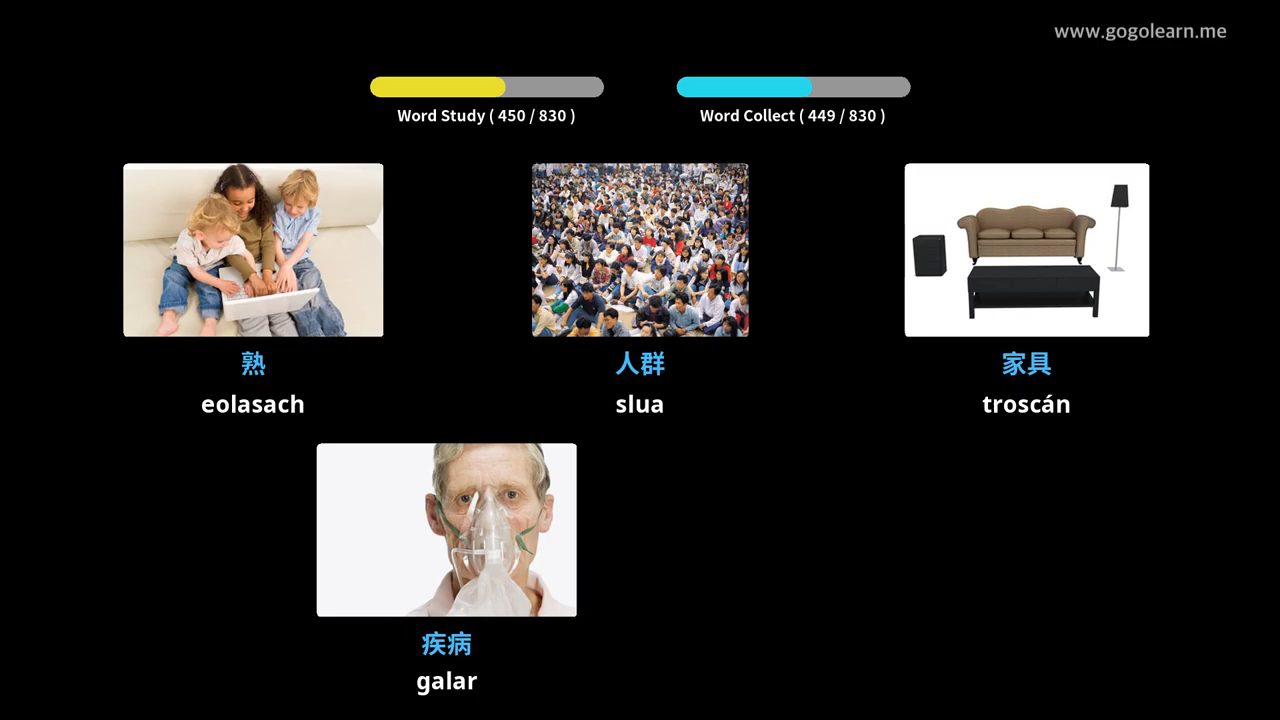 www.gogolearn.me
Word Study ( 450 / 830 )
Word Collect ( 449 / 830 )
熟
eolasach
人群
slua
家具
troscán
疾病
galar